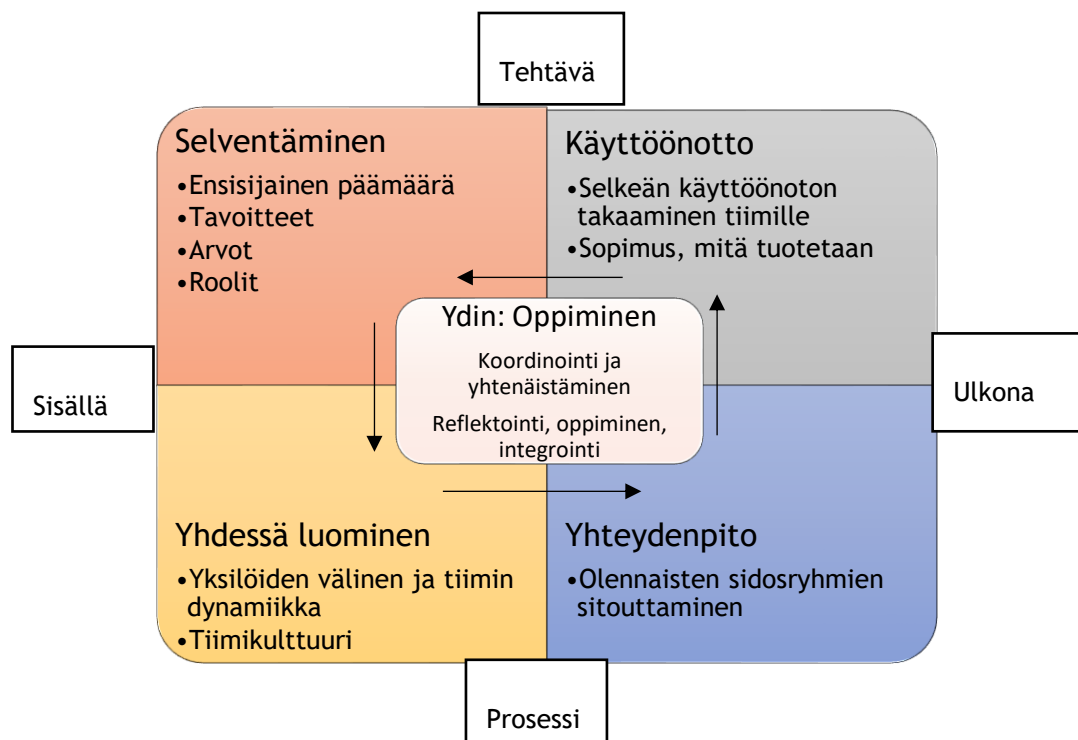 Tehtävä
Selventäminen
•Ensisijainen päämäärä
•Tavoitteet
•Arvot
•Roolit
Käyttöönotto
•Selkeän käyttöönoton
takaaminen tiimille
•Sopimus, mitä tuotetaan
Ydin: Oppiminen
Koordinointi ja
yhtenäistäminen
Reflektointi, oppiminen,
integrointi
Sisällä
Ulkona
Yhdessä luominen
•Yksilöiden välinen ja tiimin
dynamiikka
•Tiimikulttuuri
Yhteydenpito
•Olennaisten sidosryhmien
sitouttaminen
Prosessi